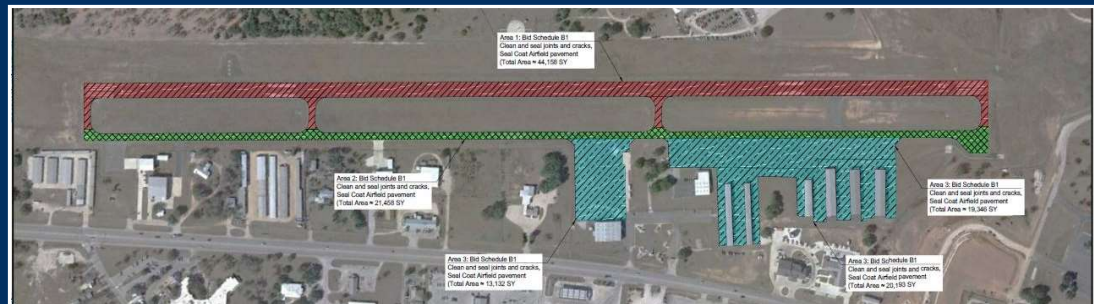 Area 1: Bid Schedule B1
Clean and seal joints and cracks,
Seal Coat Airfield pavement
(Total Area ≈ 44,158 SY
Area 2: Bid Schedule B1
Clean and seal joints and cracks,
Seal Coat Airfield pavement
(Total Area ≈ 21,458 SY
Area 3: Bid Schedule B1
Clean and seal joints and cracks,
Seal Coat Airfield pavement
(Total Area ≈ 19,346 SY
Area 3: Bid Schedule B1
Clean and seal joints and cracks,
Seal Coat Airfield pavement
(Total Area ≈ 13,132 SY
Area 3: Bid Schedule B1
Clean and seal joints and cracks,
Seal Coat Airfield pavement
(Total Area ≈ 20,193 SY